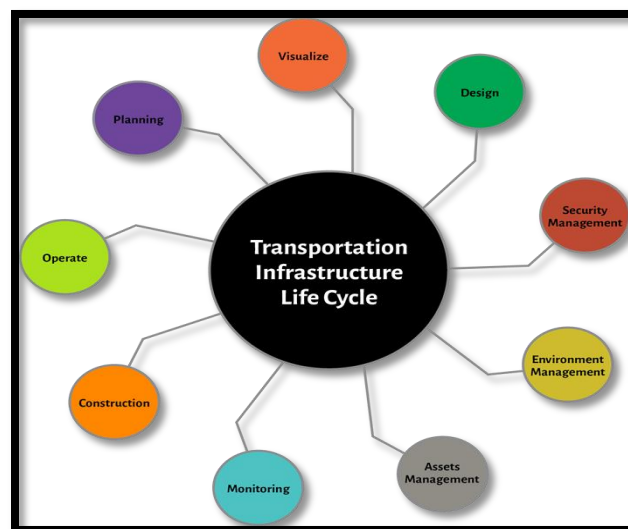 Visualize
Design
Planning
Security
Management
Transportation
Infrastructure
Life Cycle
Operate
Environment
Management
Construction
Assets
Management
Monitoring